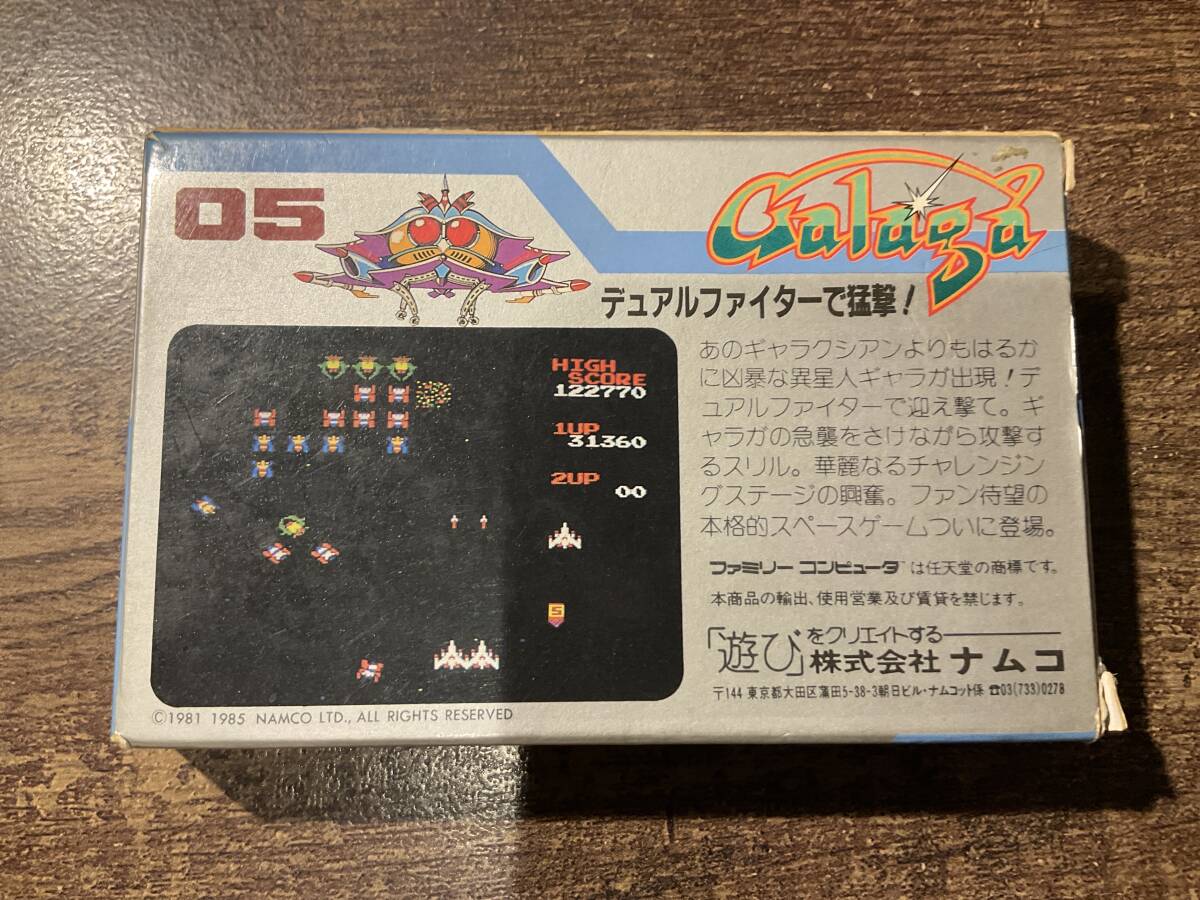 05
Galaga
デュアルファイターで猛撃!
HIGH
SCORE
122770
1UP
31360
2UP
00
5
あのギャラクシアンよりもはるか
に凶暴な異星人ギャラガ出現!デ
ュアルファイターで迎え撃て。ギ
ャラガの急襲をさけながら攻撃す
るスリル。華麗なるチャレンジン
グステージの興奮。ファン待望の
本格的スペースゲームついに登場。
ファミリー コンピュータ™は任天堂の商標です。
本商品の輸出、使用営業及び賃貸を禁じます。
「遊び」をクリエイトする
株式会社 ナムコ
〒144 東京都大田区蒲田5-38-3朝日ビル・ナムコット係 ☎03(733)0278
©1981 1985 NAMCO LTD., ALL RIGHTS RESERVED